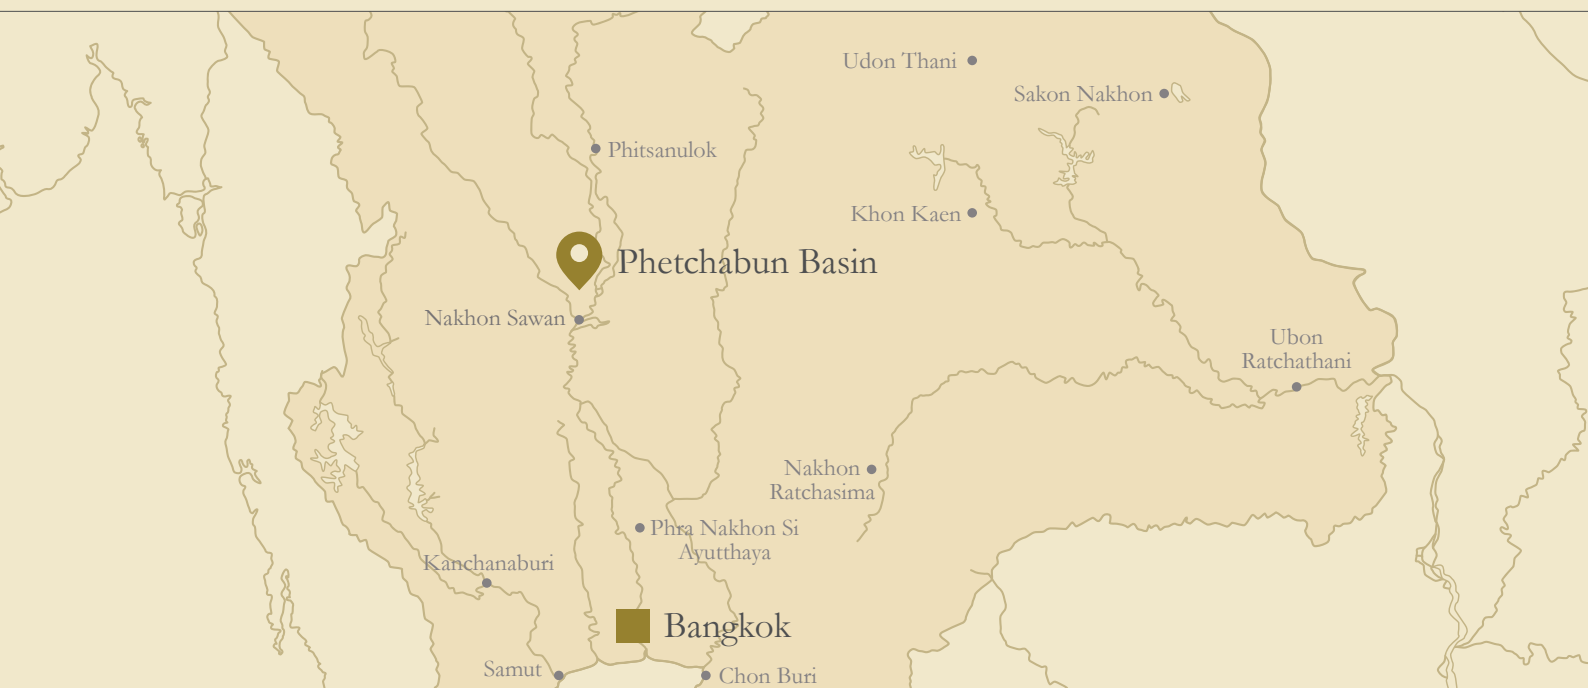 Udon Thani
Sakon Nakhon
Phitsanulok
Khon Kaen
Phetchabun Basin
Nakhon Sawan
Ubon
Ratchathani
Nakhon
Ratchasima
Phra Nakhon Si
Ayutthaya
Kanchanaburi
Bangkok
Samut
Chon Buri